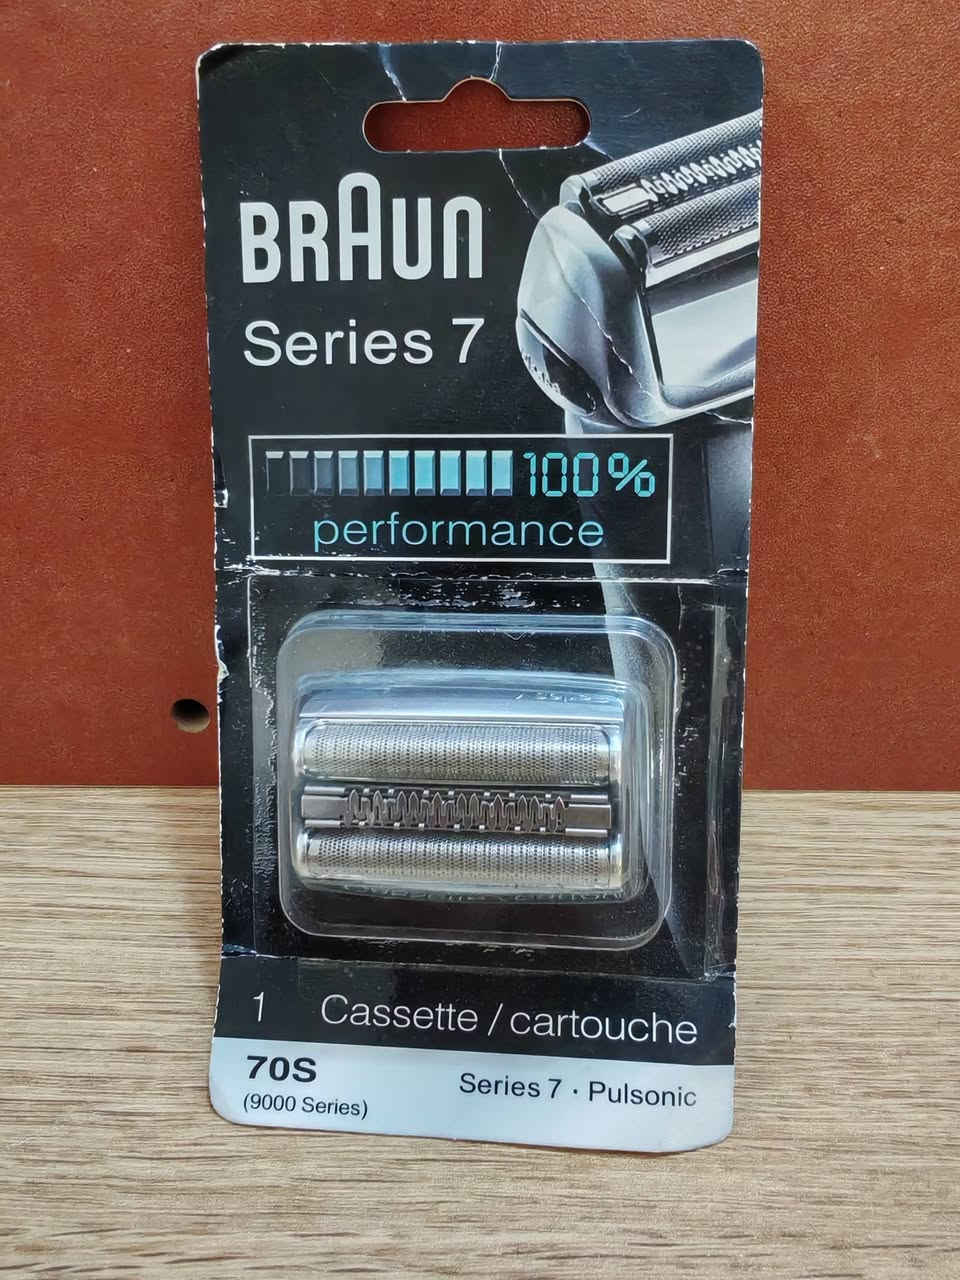 BRAUN
Series 7
100%
performance
1 Cassette / cartouche
70S
(9000 Series)
Series 7 · Pulsonic